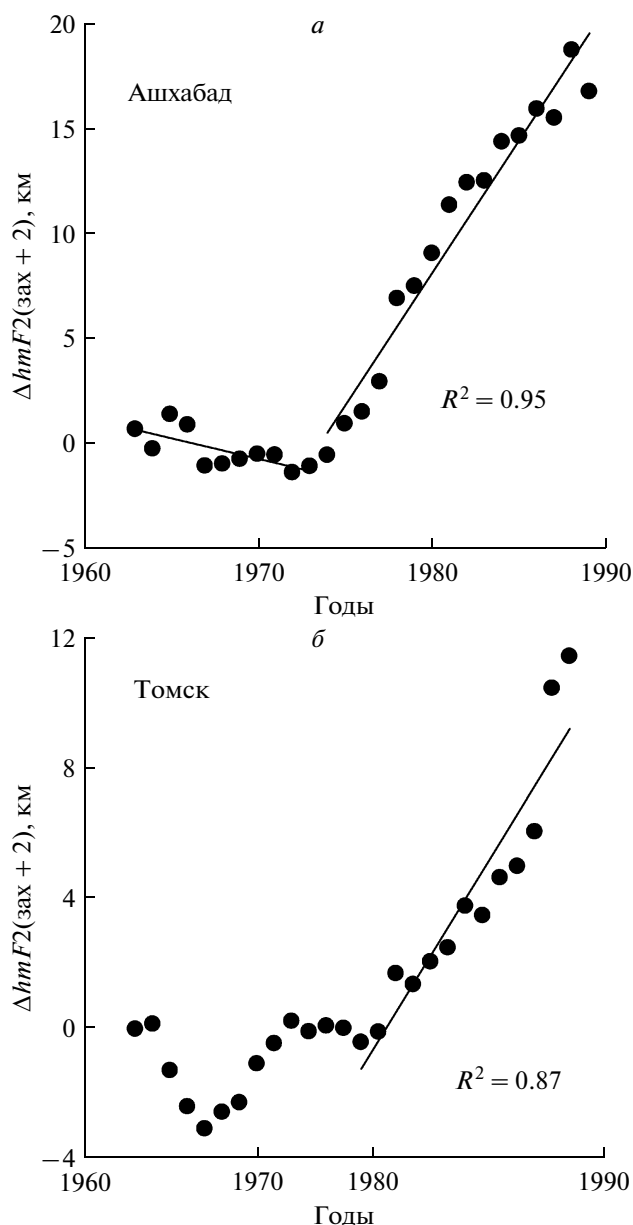 а
20
Ашхабад
15
10
5
0
−5
ΔhmF2(зах + 2), км
R² = 0.95
1960 1970 1980 1990
Годы
б
12
Томск
8
4
0
−4
ΔhmF2(зах + 2), км
R² = 0.87
1960 1970 1980 1990
Годы